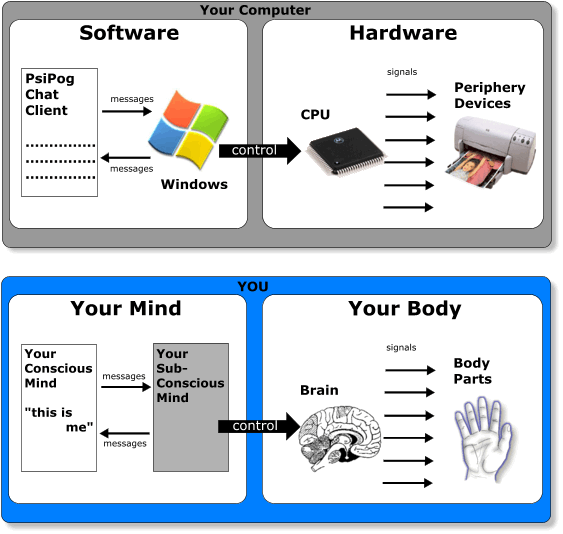 Your Computer
Software
Hardware
PsiPog
Chat
Client
messages
messages
Windows
control
CPU
signals
Periphery
Devices
YOU
Your Mind
Your Body
Your
Conscious
Mind
"this is
me"
messages
messages
Your
Sub-
Conscious
Mind
control
Brain
signals
Body
Parts